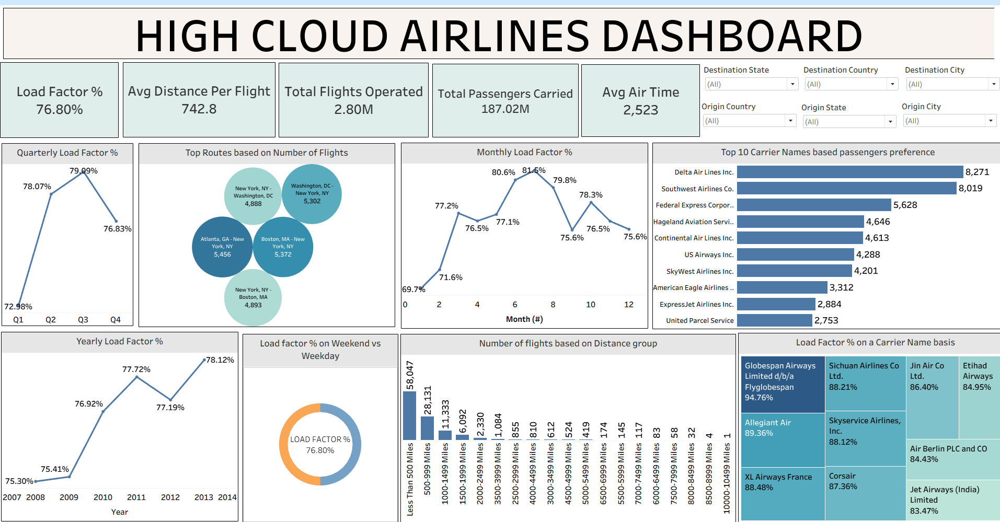 HIGH CLOUD AIRLINES DASHBOARD
Load Factor %
76.80%
Avg Distance Per Flight
742.8
Total Flights Operated
2.80M
Total Passengers Carried
187.02M
Avg Air Time
2,523
Destination State
(All)
Destination Country
(All)
Destination City
(All)
Origin Country
(All)
Origin State
(All)
Origin City
(All)
Quarterly Load Factor %
79.09%
78.07%
76.83%
72.98%
Q1 Q2 Q3 Q4
Top Routes based on Number of Flights
New York, NY -
Washington, DC
4,888
Washington, DC -
New York, NY
5,302
Atlanta, GA - New
York, NY
5,456
Boston, MA - New
York, NY
5,372
New York, NY -
Boston, MA
4,893
Monthly Load Factor %
69.7%
71.6%
77.2%
76.5%
77.1%
80.6%
81.5%
79.8%
75.6%
78.3%
76.5%
75.6%
0 2 4 6 8 10 12
Month (#)
Top 10 Carrier Names based passengers preference
Delta Air Lines Inc. 8,271
Southwest Airlines Co. 8,019
Federal Express Corpor.. 5,628
Hageland Aviation Servi.. 4,646
Continental Air Lines Inc. 4,613
US Airways Inc. 4,288
SkyWest Airlines Inc. 4,201
American Eagle Airlines .. 3,312
ExpressJet Airlines Inc. 2,884
United Parcel Service 2,753
Yearly Load Factor %
75.30%
75.41%
76.92%
77.72%
77.19%
78.12%
2007 2008 2009 2010 2011 2012 2013 2014
Year
Load factor % on Weekend vs
Weekday
LOAD FACTOR %
76.80%
Number of flights based on Distance group
58,047
28,131
11,333
6,092
2,330
1,084
855
810
612
524
419
174
145
117
83
58
32
4
1
Less Than 500 Miles
500-999 Miles
1000-1499 Miles
1500-1999 Miles
2000-2499 Miles
3500-3999 Miles
2500-2999 Miles
4000-4499 Miles
3000-3499 Miles
4500-4999 Miles
5000-5499 Miles
6500-6999 Miles
5500-5999 Miles
7000-7499 Miles
6000-6499 Miles
7500-7999 Miles
8000-8499 Miles
8500-8999 Miles
10000-10499 Miles
Load Factor % on a Carrier Name basis
Globespan Airways
Limited d/b/a
Flyglobespan
94.76%
Allegiant Air
89.36%
XL Airways France
88.48%
Sichuan Airlines Co
Ltd.
88.21%
Skyservice Airlines,
Inc.
88.12%
Corsair
87.36%
Jin Air Co
Ltd.
86.40%
Etihad
Airways
84.95%
Air Berlin PLC and CO
84.43%
Jet Airways (India)
Limited
83.47%